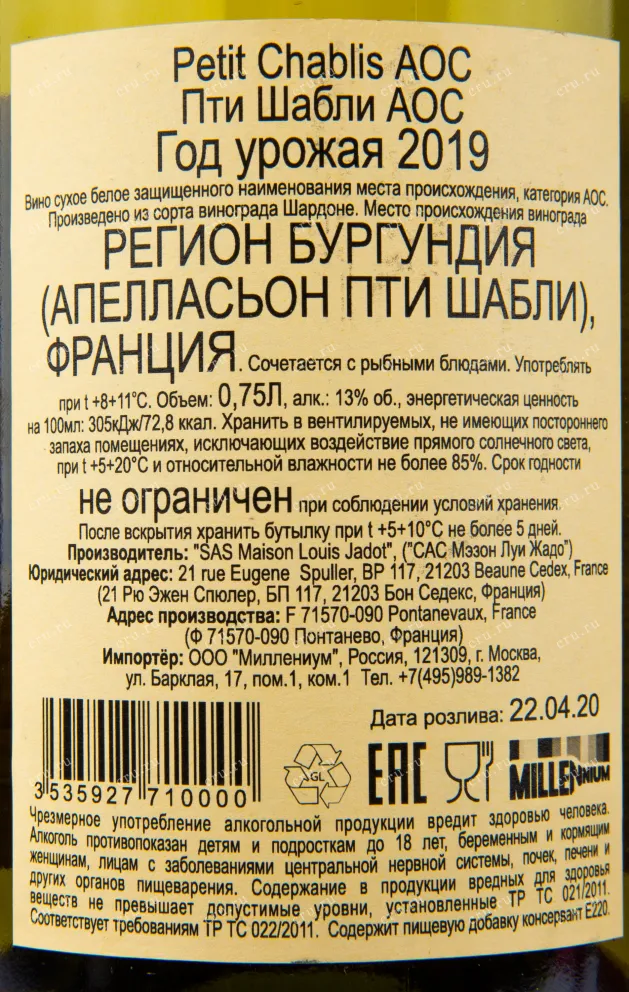 Petit Chablis АОС
Пти Шабли АОС
Год урожая 2019
Вино сухое белое защищенного наименования места происхождения, категория АОС.
Произведено из сорта винограда Шардоне. Место происхождения винограда
РЕГИОН БУРГУНДИЯ
(АПЕЛЛАСЬОН ПТИ ШАБЛИ),
ФРАНЦИЯ. Сочетается с рыбными блюдами. Употреблять
при t +8+11°С. Объем: 0,75Л, алк.: 13% об., энергетическая ценность
на 100мл: 305кДж/72,8 ккал. Хранить в вентилируемых, не имеющих постороннего
запаха помещениях, исключающих воздействие прямого солнечного света,
при t +5+20°С и относительной влажности не более 85%. Срок годности
не ограничен при соблюдении условий хранения.
После вскрытия хранить бутылку при t +5+10°С не более 5 дней.
Производитель: "SAS Maison Louis Jadot", ("САС Мэзон Луи Жадо")
Юридический адрес: 21 rue Eugene Spuller, BP 117, 21203 Beaune Cedex, France
(21 Рю Эжен Спюлер, БП 117, 21203 Бон Седекс, Франция)
Адрес производства: F 71570-090 Pontanevaux, France
(Ф 71570-090 Понтанево, Франция)
Импортёр: ООО "Миллениум", Россия, 121309, г. Москва,
ул. Барклая, 17, пом.1, ком.1 Тел. +7(495)989-1382
Дата розлива: 22.04.20
3 535927 710000
GL
EAC
MILLENNIUM
Чрезмерное употребление алкогольной продукции вредит здоровью человека.
Алкоголь противопоказан детям и подросткам до 18 лет, беременным и кормящим
женщинам, лицам с заболеваниями центральной нервной системы, почек, печени и
других органов пищеварения. Содержание в продукции вредных для здоровья
веществ не превышает допустимые уровни, установленные ТР ТС 021/2011.
Соответствует требованиям ТР ТС 022/2011. Содержит пищевую добавку консервант Е220.